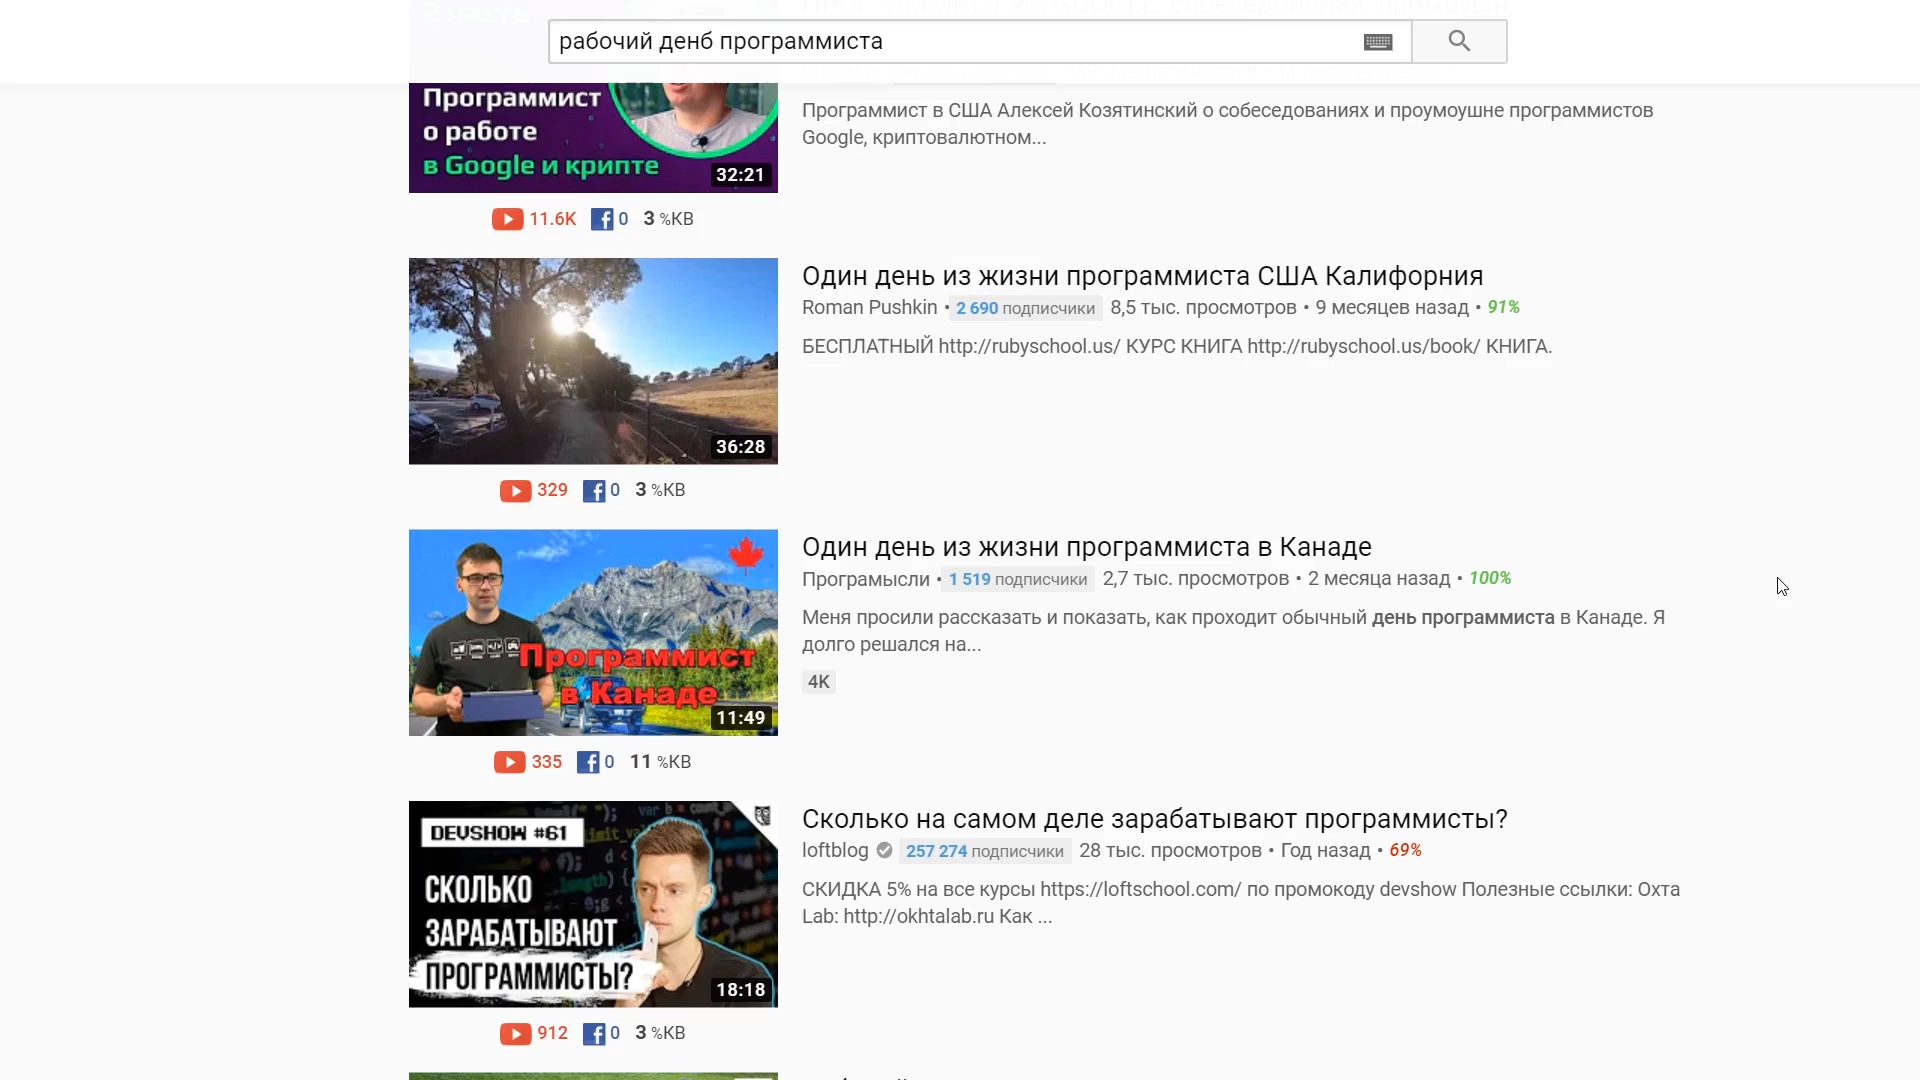 рабочий денб программиста
Программист
о работе
в Google и крипте
32:21
Программист в США Алексей Козятинский о собеседованиях и проумоушне программистов
Google, криптовалютном...
11.6K 0 3 %КВ
36:28
Один день из жизни программиста США Калифорния
Roman Pushkin • 2 690 подписчики 8,5 тыс. просмотров • 9 месяцев назад • 91%
БЕСПЛАТНЫЙ http://rubyschool.us/ КУРС КНИГА http://rubyschool.us/book/ КНИГА.
329 0 3 %КВ
Программист
в Канаде
11:49
Один день из жизни программиста в Канаде
Програмысли • 1 519 подписчики 2,7 тыс. просмотров • 2 месяца назад • 100%
Меня просили рассказать и показать, как проходит обычный день программиста в Канаде. Я
долго решался на...
4K
335 0 11 %КВ
DEVSHOW #61
СКОЛЬКО
ЗАРАБАТЫВАЮТ
ПРОГРАММИСТЫ?
18:18
Сколько на самом деле зарабатывают программисты?
loftblog 257 274 подписчики 28 тыс. просмотров • Год назад • 69%
СКИДКА 5% на все курсы https://loftschool.com/ по промокоду devshow Полезные ссылки: Охта
Lab: http://okhtalab.ru Как ...
912 0 3 %КВ